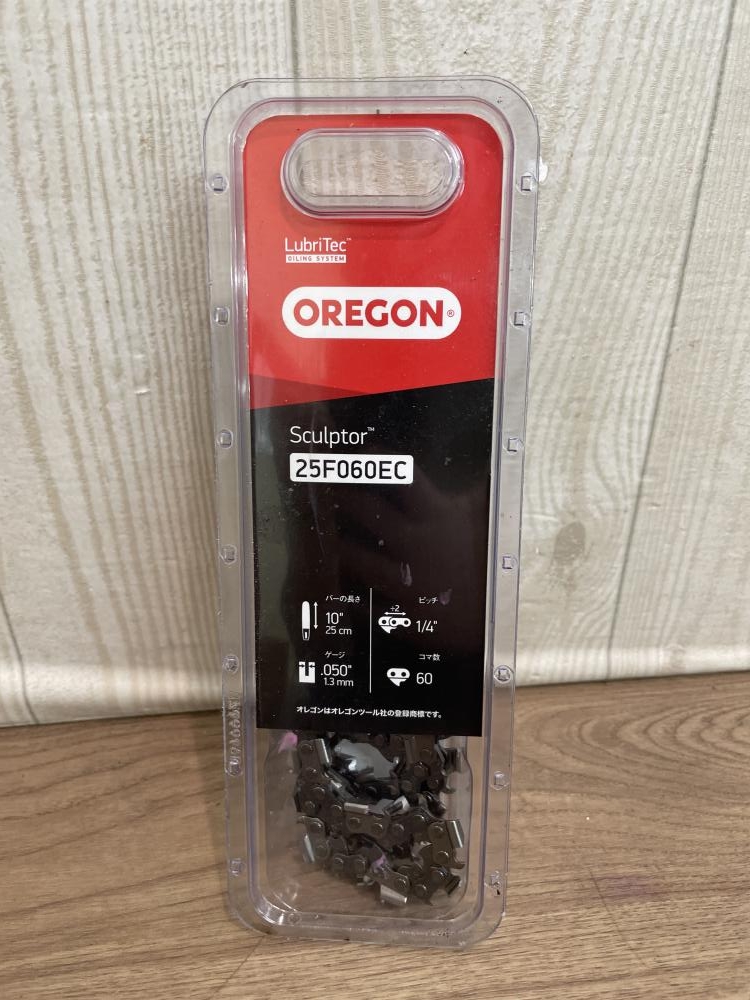 LubriTec™
OILING SYSTEM
OREGON®
Sculptor™
25F060EC
バーの長さ
10"
25 cm
ピッチ
÷2
1/4"
ゲージ
.050"
1.3 mm
コマ数
60
オレゴンはオレゴンツール社の登録商標です。